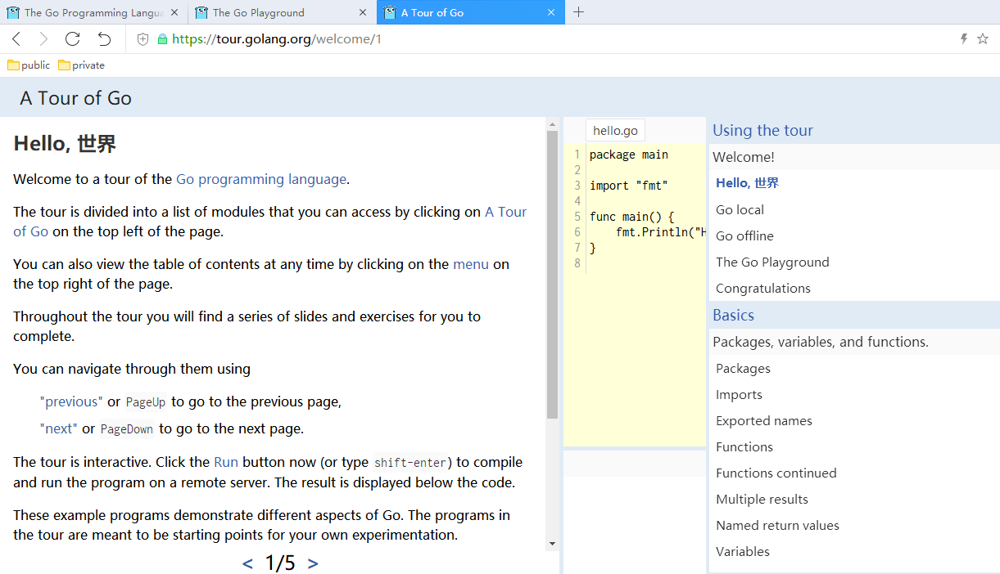 The Go Programming Langua
The Go Playground
A Tour of Go
https://tour.golang.org/welcome/1
public
private
A Tour of Go
Hello, 世界
Welcome to a tour of the Go programming language.
The tour is divided into a list of modules that you can access by clicking on A Tour
of Go on the top left of the page.
You can also view the table of contents at any time by clicking on the menu on
the top right of the page.
Throughout the tour you will find a series of slides and exercises for you to
complete.
You can navigate through them using
"previous" or PageUp to go to the previous page,
"next" or PageDown to go to the next page.
The tour is interactive. Click the Run button now (or type shift-enter) to compile
and run the program on a remote server. The result is displayed below the code.
These example programs demonstrate different aspects of Go. The programs in
the tour are meant to be starting points for your own experimentation.
< 1/5 >
hello.go
1 package main
2
3 import "fmt"
4
5 func main() {
6 fmt.Println("H
7 }
8
Using the tour
Welcome!
Hello, 世界
Go local
Go offline
The Go Playground
Congratulations
Basics
Packages, variables, and functions.
Packages
Imports
Exported names
Functions
Functions continued
Multiple results
Named return values
Variables